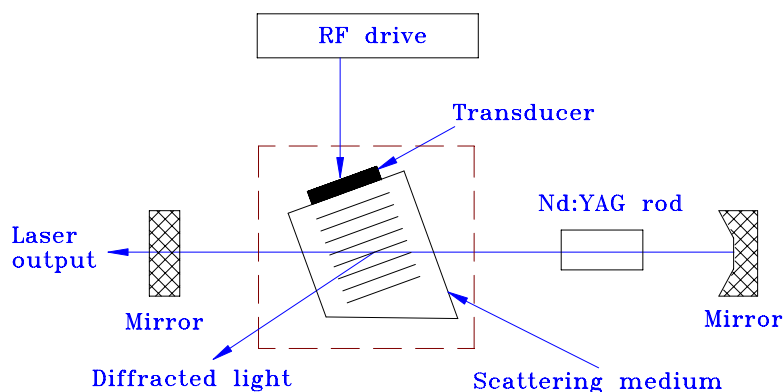 RF drive
Transducer
Nd:YAG rod
Laser
output
Mirror
Mirror
Diffracted light
Scattering medium